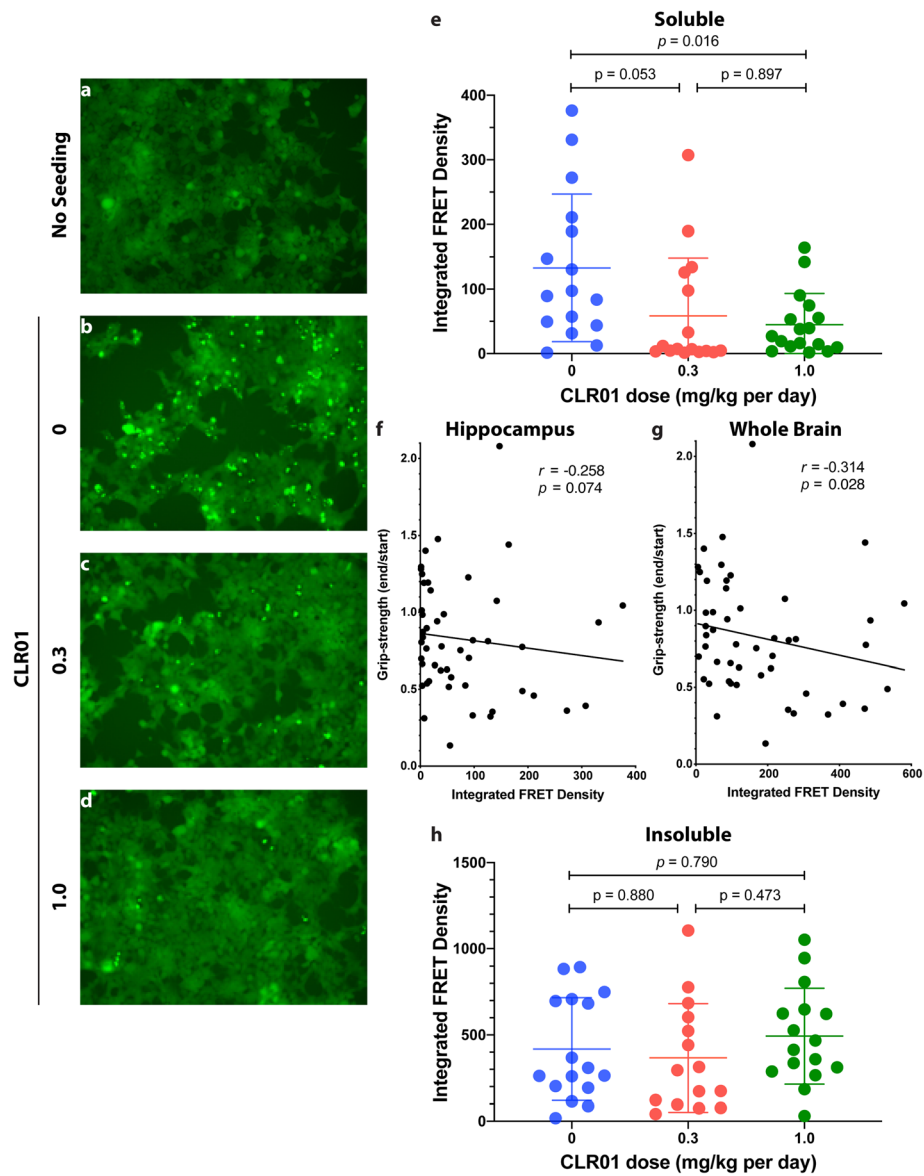 a
No Seeding
b
0
c
0.3
d
1.0
CLR01
e
Soluble
p = 0.016
p = 0.053
p = 0.897
400
300
200
100
0
Integrated FRET Density
0
0.3
1.0
CLR01 dose (mg/kg per day)
f
Hippocampus
r = -0.258
p = 0.074
2.0
1.5
1.0
0.5
0.0
Grip-strength (end/start)
0
100
200
300
400
Integrated FRET Density
g
Whole Brain
r = -0.314
p = 0.028
2.0
1.5
1.0
0.5
0.0
Grip-strength (end/start)
0
200
400
600
Integrated FRET Density
h
Insoluble
p = 0.790
p = 0.880
p = 0.473
1500
1000
500
0
Integrated FRET Density
0
0.3
1.0
CLR01 dose (mg/kg per day)